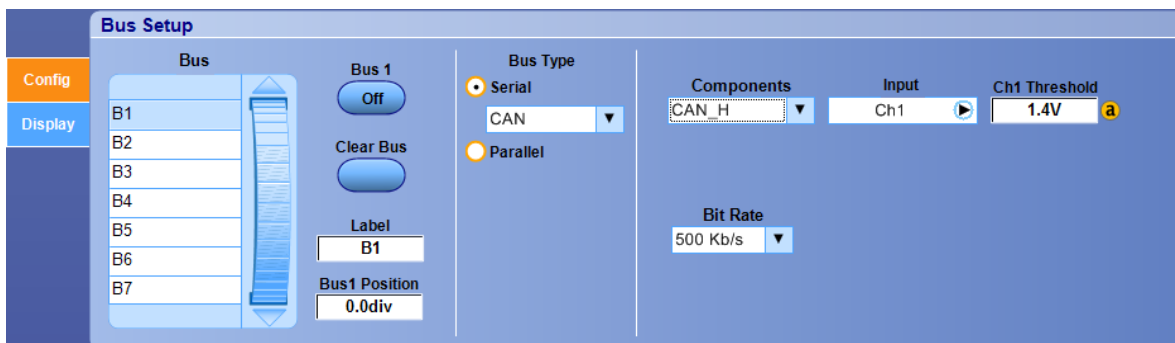 Bus Setup
Config
Display
Bus
B1
B2
B3
B4
B5
B6
B7
Bus 1
Off
Clear Bus
Label
B1
Bus1 Position
0.0div
Bus Type
Serial
CAN
Parallel
Components
CAN_H
Input
Ch1
Ch1 Threshold
1.4V
a
Bit Rate
500 Kb/s